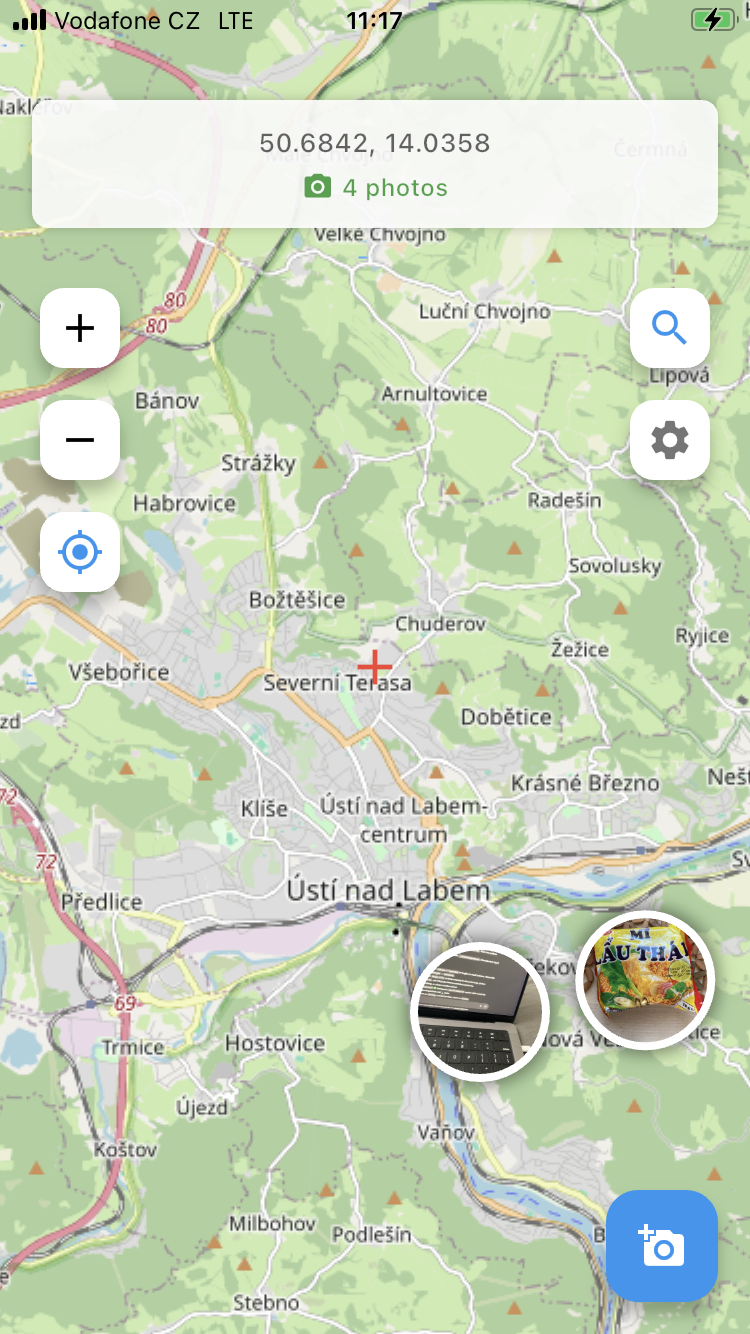 Vodafone CZ LTE 11:17
50.6842, 14.0358
Malé Chvojno
Čermná
4 photos
Velké Chvojno
80
80
Luční Chvojno
Lipová
Bánov
Arnultovice
Strážky
Habrovice
Radešín
Sovolusky
Božtěšice
Chuderov
Ryjice
Žežice
Všebořice
Severní Terasa
Dobětice
72
Krásné Březno
Klíše
Ústí nad Labem-
centrum
72
Ústí nad Labem
Předlice
MÌ
LẨU THÁI
69
Trmice
Hostovice
Újezd
Vaňov
Koštov
Milbohov
Podlešín
Stebno